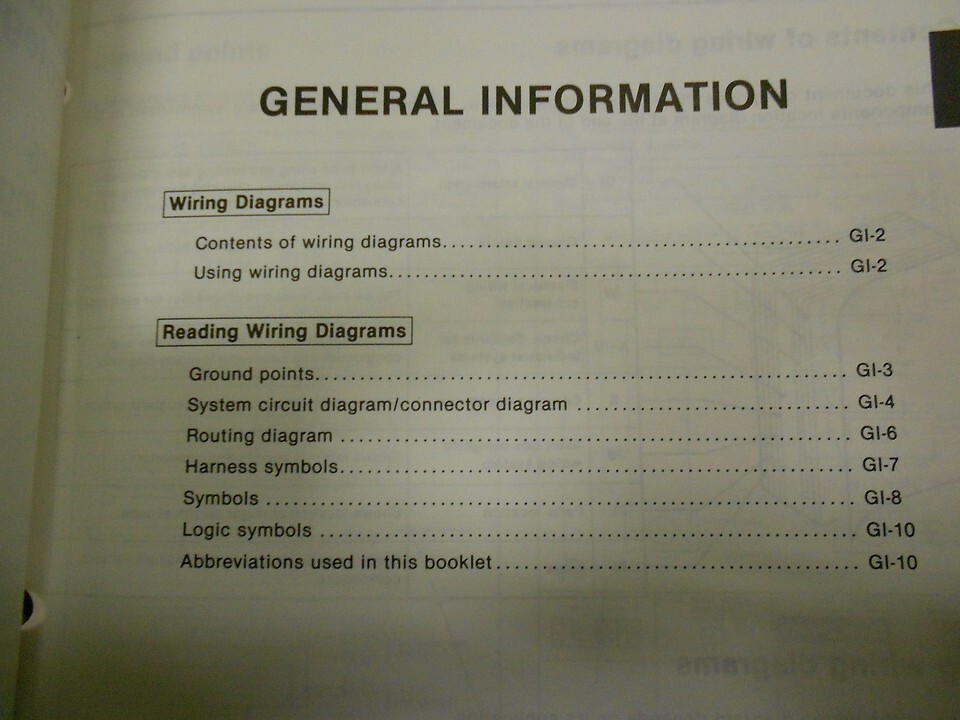 GENERAL INFORMATION
Wiring Diagrams
Contents of wiring diagrams............................................. GI-2
Using wiring diagrams................................................... GI-2
Reading Wiring Diagrams
Ground points............................................................ GI-3
System circuit diagram/connector diagram ............................... GI-4
Routing diagram .......................................................... GI-6
Harness symbols.......................................................... GI-7
Symbols ................................................................... GI-8
Logic symbols ............................................................. GI-10
Abbreviations used in this booklet......................................... GI-10